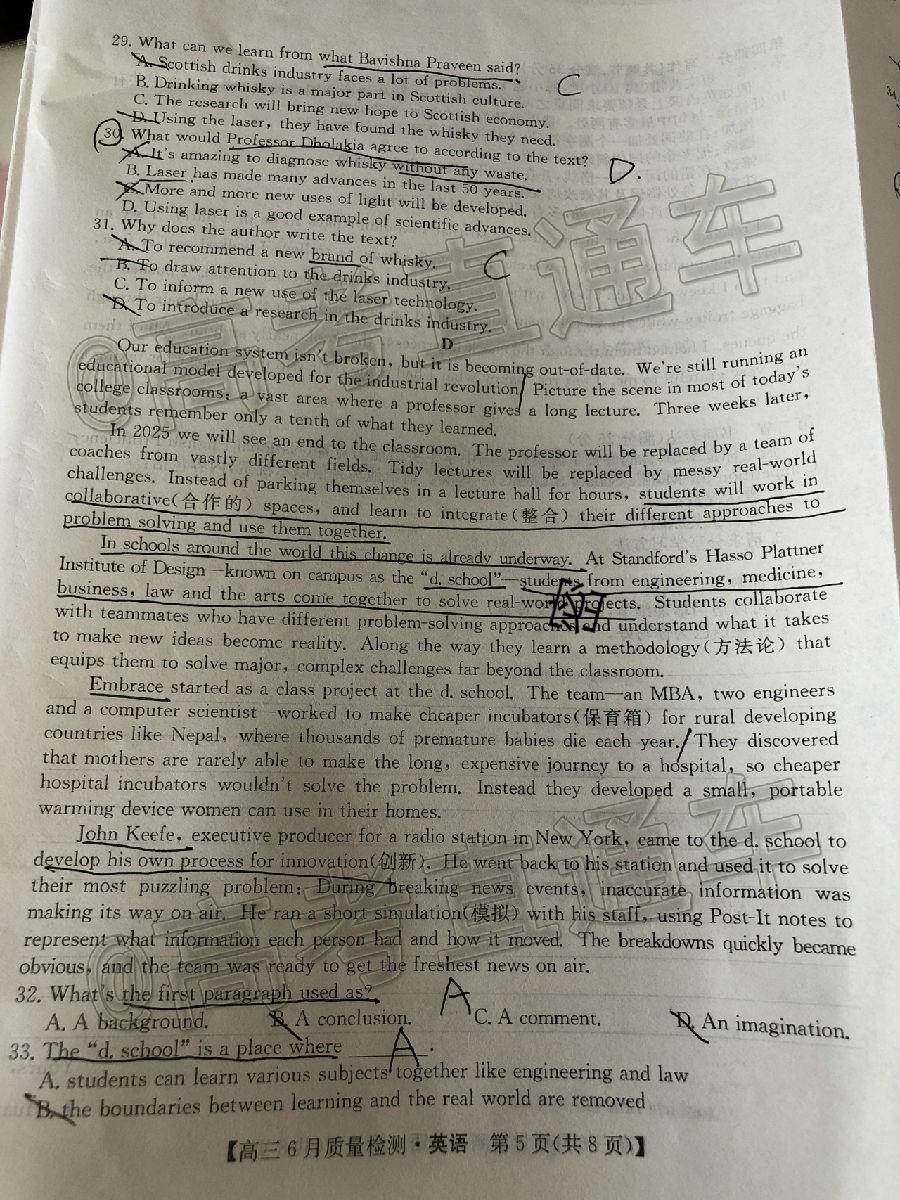 29. What can we learn from what Bavishna Praveen said?
A. Scottish drinks industry faces a lot of problems.
B. Drinking whisky is a major part in Scottish culture.
C
C. The research will bring new hope to Scottish economy.
D. Using the laser, they have found the whisky they need.
30. What would Professor Dholakia agree to according to the text?
A. It's amazing to diagnose whisky without any waste.
D.
B. Laser has made many advances in the last 50 years.
C. More and more new uses of light will be developed.
D. Using laser is a good example of scientific advances.
31. Why does the author write the text?
A. To recommend a new brand of whisky.
C
B. To draw attention to the drinks industry.
C. To inform a new use of the laser technology.
D. To introduce a research in the drinks industry.
D
Our education system isn't broken, but it is becoming out-of-date. We're still running an
educational model developed for the industrial revolution. Picture the scene in most of today's
college classrooms: a vast area where a professor gives a long lecture. Three weeks later,
students remember only a tenth of what they learned.
In 2025 we will see an end to the classroom. The professor will be replaced by a team of
coaches from vastly different fields. Tidy lectures will be replaced by messy real-world
challenges. Instead of parking themselves in a lecture hall for hours, students will work in
collaborative(合作的) spaces, and learn to integrate(整合) their different approaches to
problem solving and use them together.
In schools around the world this change is already underway. At Standford's Hasso Plattner
Institute of Design—known on campus as the "d. school"—students from engineering, medicine,
business, law and the arts come together to solve real-world projects. Students collaborate
with teammates who have different problem-solving approaches and understand what it takes
to make new ideas become reality. Along the way they learn a methodology(方法论) that
equips them to solve major, complex challenges far beyond the classroom.
Embrace started as a class project at the d. school. The team—an MBA, two engineers
and a computer scientist—worked to make cheaper incubators(保育箱) for rural developing
countries like Nepal, where thousands of premature babies die each year. They discovered
that mothers are rarely able to make the long, expensive journey to a hospital, so cheaper
hospital incubators wouldn't solve the problem. Instead they developed a small, portable
warming device women can use in their homes.
John Keefe, executive producer for a radio station in New York, came to the d. school to
develop his own process for innovation(创新). He went back to his station and used it to solve
their most puzzling problem: During breaking news events, inaccurate information was
making its way on air. He ran a short simulation(模拟) with his staff, using Post-It notes to
represent what information each person had and how it moved. The breakdowns quickly became
obvious, and the team was ready to get the freshest news on air.
32. What's the first paragraph used as?
A
A. A background. B. A conclusion. C. A comment. D. An imagination.
33. The "d. school" is a place where ______.
A
A. students can learn various subjects together like engineering and law
B. the boundaries between learning and the real world are removed
【高三6月质量检测·英语 第5页(共8页)】
@高考直通车
@高考直通车